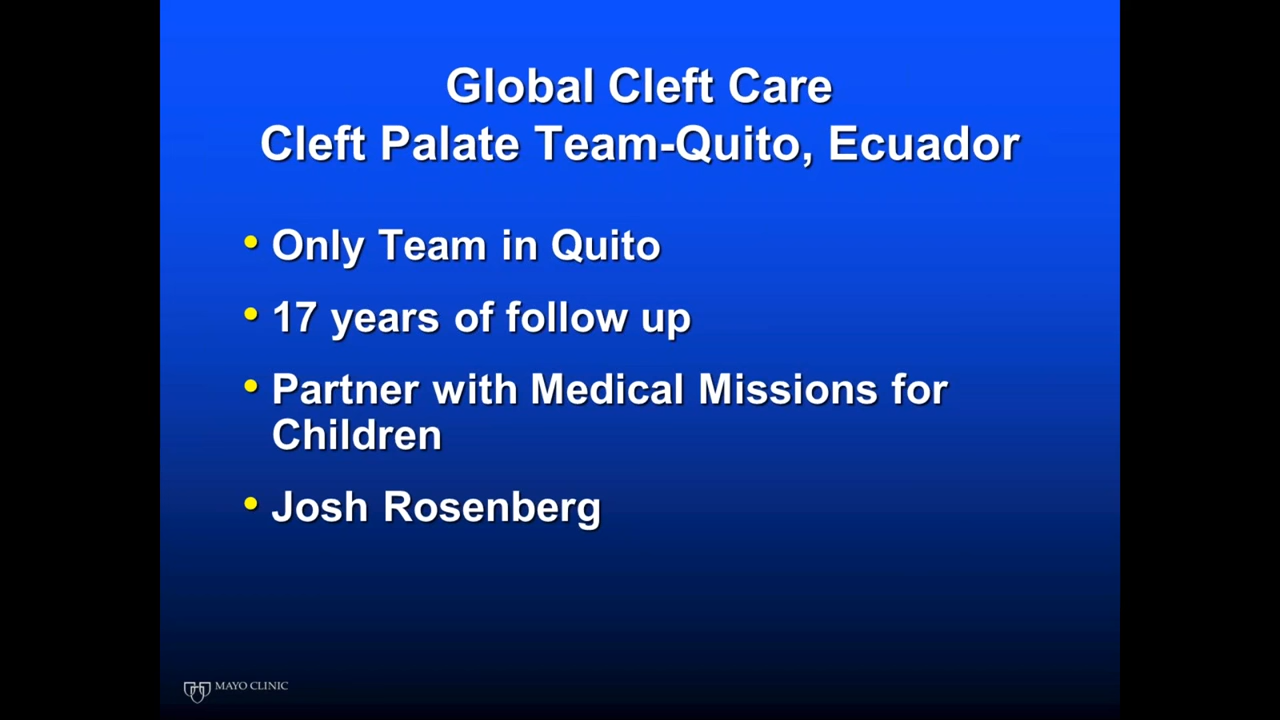 Global Cleft Care
Cleft Palate Team-Quito, Ecuador
• Only Team in Quito
• 17 years of follow up
• Partner with Medical Missions for
Children
• Josh Rosenberg
MAYO CLINIC